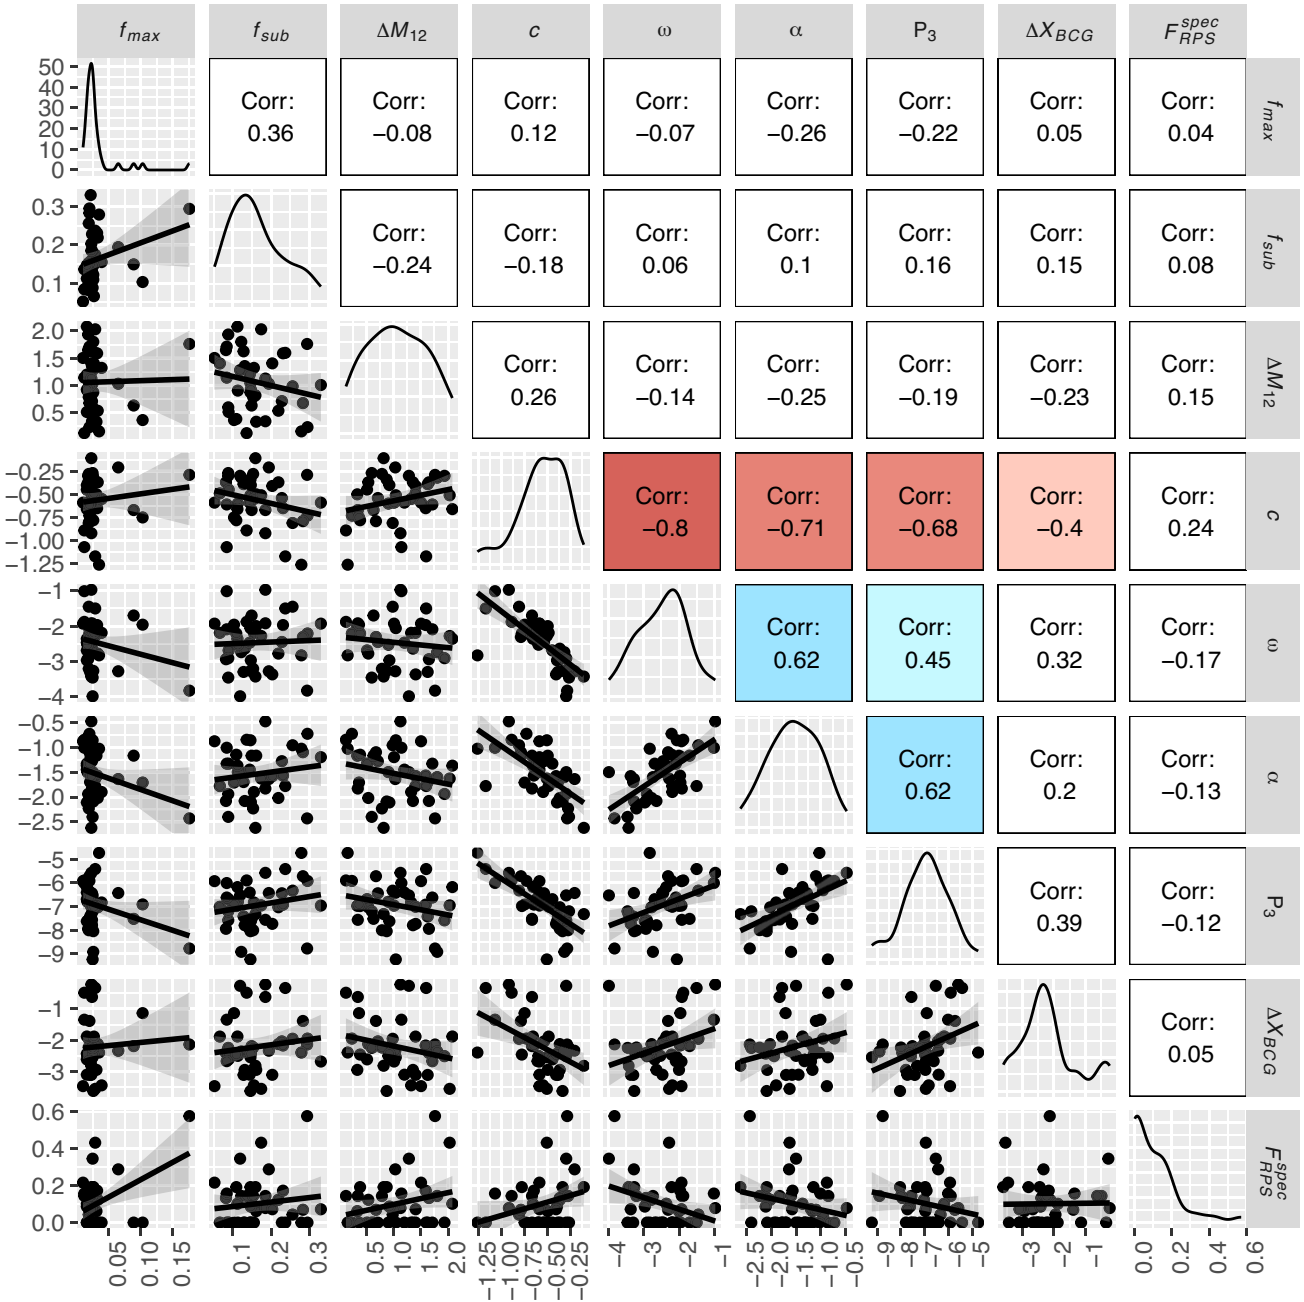 f_max f_sub ΔM_12 c ω α P_3 ΔX_BCG F_RPS^spec
50
40
30
20
10
0
Corr: Corr: Corr: Corr: Corr: Corr: Corr: Corr:
0.36 −0.08 0.12 −0.07 −0.26 −0.22 0.05 0.04
f_max
0.3
0.2
0.1
Corr: Corr: Corr: Corr: Corr: Corr: Corr:
−0.24 −0.18 0.06 0.1 0.16 0.15 0.08
f_sub
2.0
1.5
1.0
0.5
Corr: Corr: Corr: Corr: Corr: Corr:
0.26 −0.14 −0.25 −0.19 −0.23 0.15
ΔM_12
−0.25
−0.50
−0.75
−1.00
−1.25
Corr: Corr: Corr: Corr: Corr:
−0.8 −0.71 −0.68 −0.4 0.24
c
−1
−2
−3
−4
Corr: Corr: Corr: Corr:
0.62 0.45 0.32 −0.17
ω
−0.5
−1.0
−1.5
−2.0
−2.5
Corr: Corr: Corr:
0.62 0.2 −0.13
α
−5
−6
−7
−8
−9
Corr: Corr:
0.39 −0.12
P_3
−1
−2
−3
Corr:
0.05
ΔX_BCG
0.6
0.4
0.2
0.0
F_RPS^spec
0.05 0.10 0.15 0.1 0.2 0.3 0.5 1.0 1.5 2.0 −1.25 −1.00 −0.75 −0.50 −0.25 −4 −3 −2 −1 −2.5 −2.0 −1.5 −1.0 −0.5 −9 −8 −7 −6 −5 −3 −2 −1 0.0 0.2 0.4 0.6